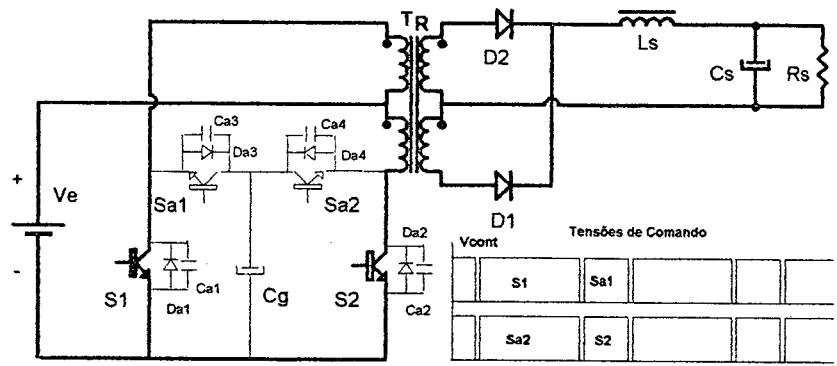 TR
D2
Ls
Cs
Rs
Ca3
Ca4
Da3
Da4
+
Ve
-
Sa1
Sa2
D1
S1
Da1
Ca1
Cg
S2
Da2
Ca2
Vcont
Tensões de Comando
S1
Sa1
Sa2
S2